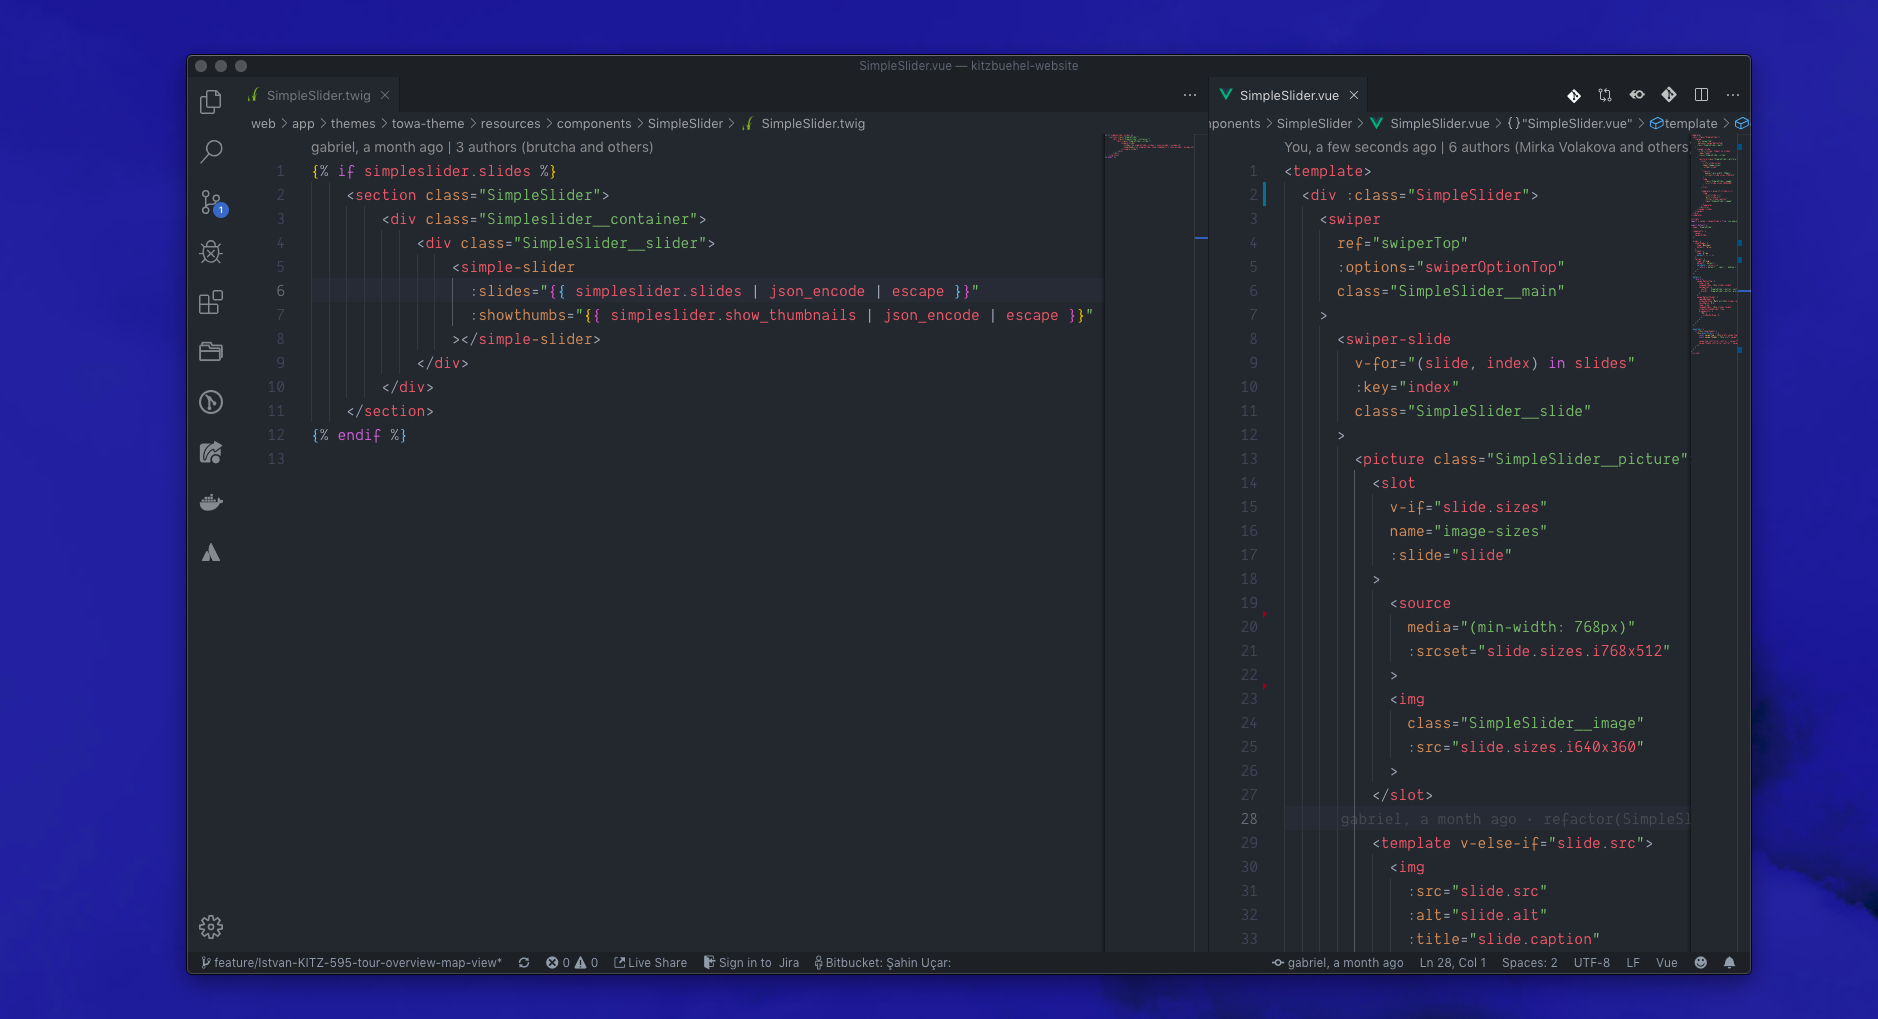 SimpleSlider.vue — kitzbuehel-website
SimpleSlider.twig
web > app > themes > towa-theme > resources > components > SimpleSlider > SimpleSlider.twig
gabriel, a month ago | 3 authors (brutcha and others)
1 {% if simpleslider.slides %}
2 <section class="SimpleSlider">
3 <div class="Simpleslider__container">
4 <div class="SimpleSlider__slider">
5 <simple-slider
6 :slides="{{ simpleslider.slides | json_encode | escape }}"
7 :showthumbs="{{ simpleslider.show_thumbnails | json_encode | escape }}"
8 ></simple-slider>
9 </div>
10 </div>
11 </section>
12 {% endif %}
13
1
SimpleSlider.vue
ponents > SimpleSlider > SimpleSlider.vue > {} "SimpleSlider.vue" > template >
You, a few seconds ago | 6 authors (Mirka Volakova and others
1 <template>
2 <div :class="SimpleSlider">
3 <swiper
4 ref="swiperTop"
5 :options="swiperOptionTop"
6 class="SimpleSlider__main"
7 >
8 <swiper-slide
9 v-for="(slide, index) in slides"
10 :key="index"
11 class="SimpleSlider__slide"
12 >
13 <picture class="SimpleSlider__picture"
14 <slot
15 v-if="slide.sizes"
16 name="image-sizes"
17 :slide="slide"
18 >
19 <source
20 media="(min-width: 768px)"
21 :srcset="slide.sizes.i768x512"
22 >
23 <img
24 class="SimpleSlider__image"
25 :src="slide.sizes.i640x360"
26 >
27 </slot>
28 gabriel, a month ago · refactor(SimpleSl
29 <template v-else-if="slide.src">
30 <img
31 :src="slide.src"
32 :alt="slide.alt"
33 :title="slide.caption"
feature/Istvan-KITZ-595-tour-overview-map-view* 0 0 Live Share Sign in to Jira Bitbucket: Şahin Uçar: gabriel, a month ago Ln 28, Col 1 Spaces: 2 UTF-8 LF Vue